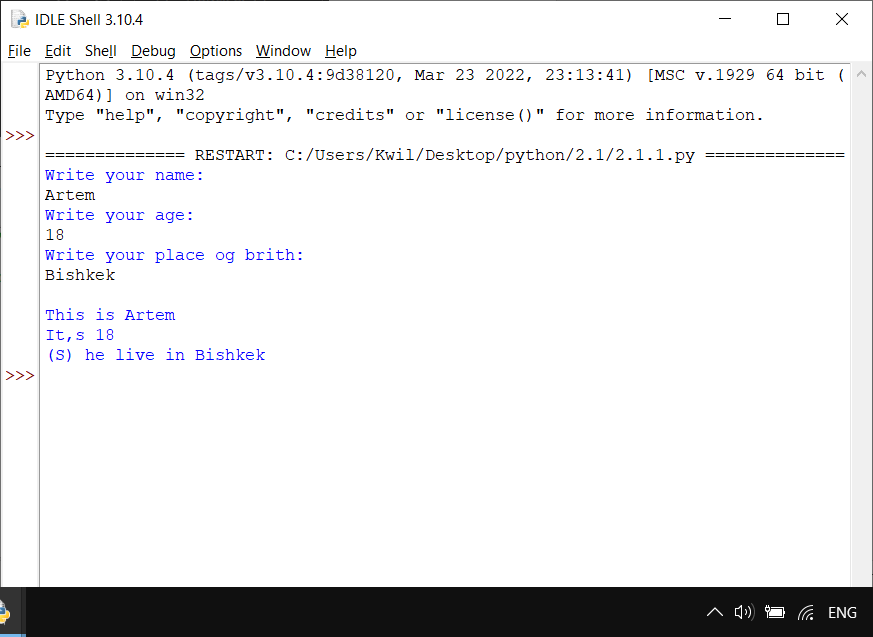 IDLE Shell 3.10.4
File Edit Shell Debug Options Window Help
Python 3.10.4 (tags/v3.10.4:9d38120, Mar 23 2022, 23:13:41) [MSC v.1929 64 bit (
AMD64)] on win32
Type "help", "copyright", "credits" or "license()" for more information.
>>>
============== RESTART: C:/Users/Kwil/Desktop/python/2.1/2.1.1.py ==============
Write your name:
Artem
Write your age:
18
Write your place og brith:
Bishkek
This is Artem
It,s 18
(S) he live in Bishkek
>>>
ENG